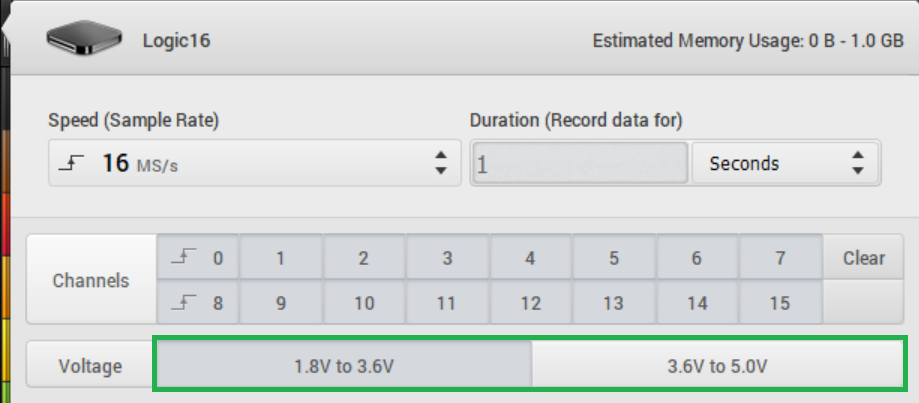 Logic16
Estimated Memory Usage: 0 B - 1.0 GB
Speed (Sample Rate)
Duration (Record data for)
16 MS/s
1
Seconds
Channels
0 1 2 3 4 5 6 7 Clear
8 9 10 11 12 13 14 15
Voltage
1.8V to 3.6V
3.6V to 5.0V